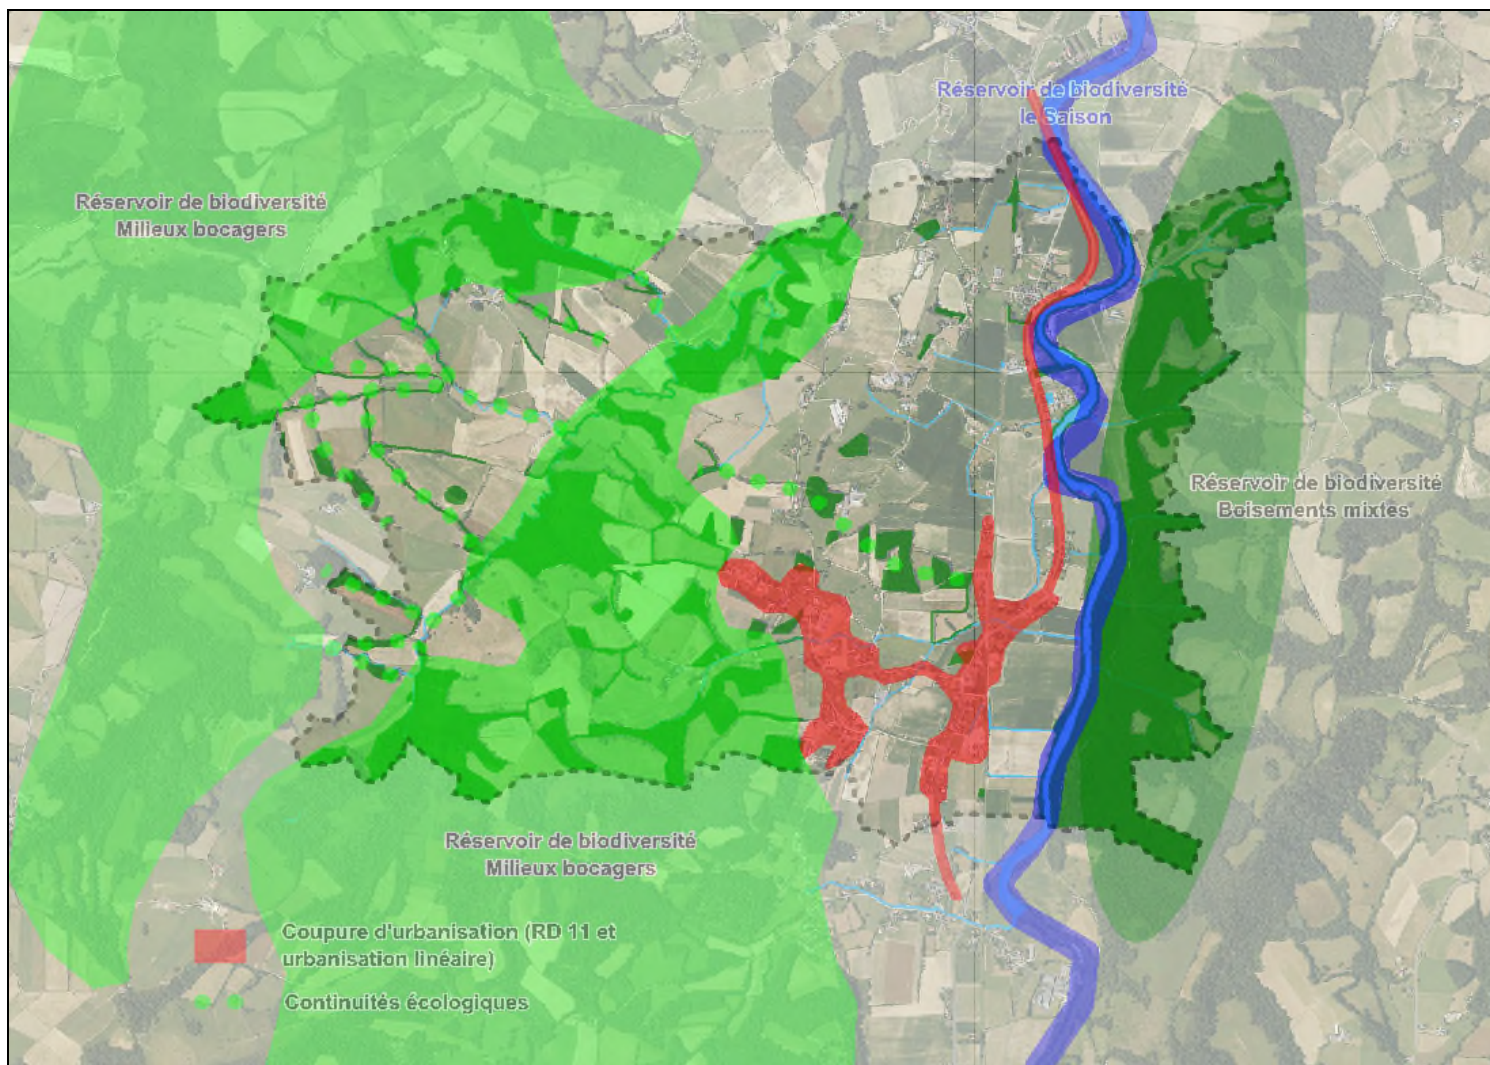 Réservoir de biodiversité
le Saison
Réservoir de biodiversité
Milieux bocagers
Réservoir de biodiversité
Boisements mixtes
Réservoir de biodiversité
Milieux bocagers
Coupure d'urbanisation (RD 11 et
urbanisation linéaire)
Continuités écologiques